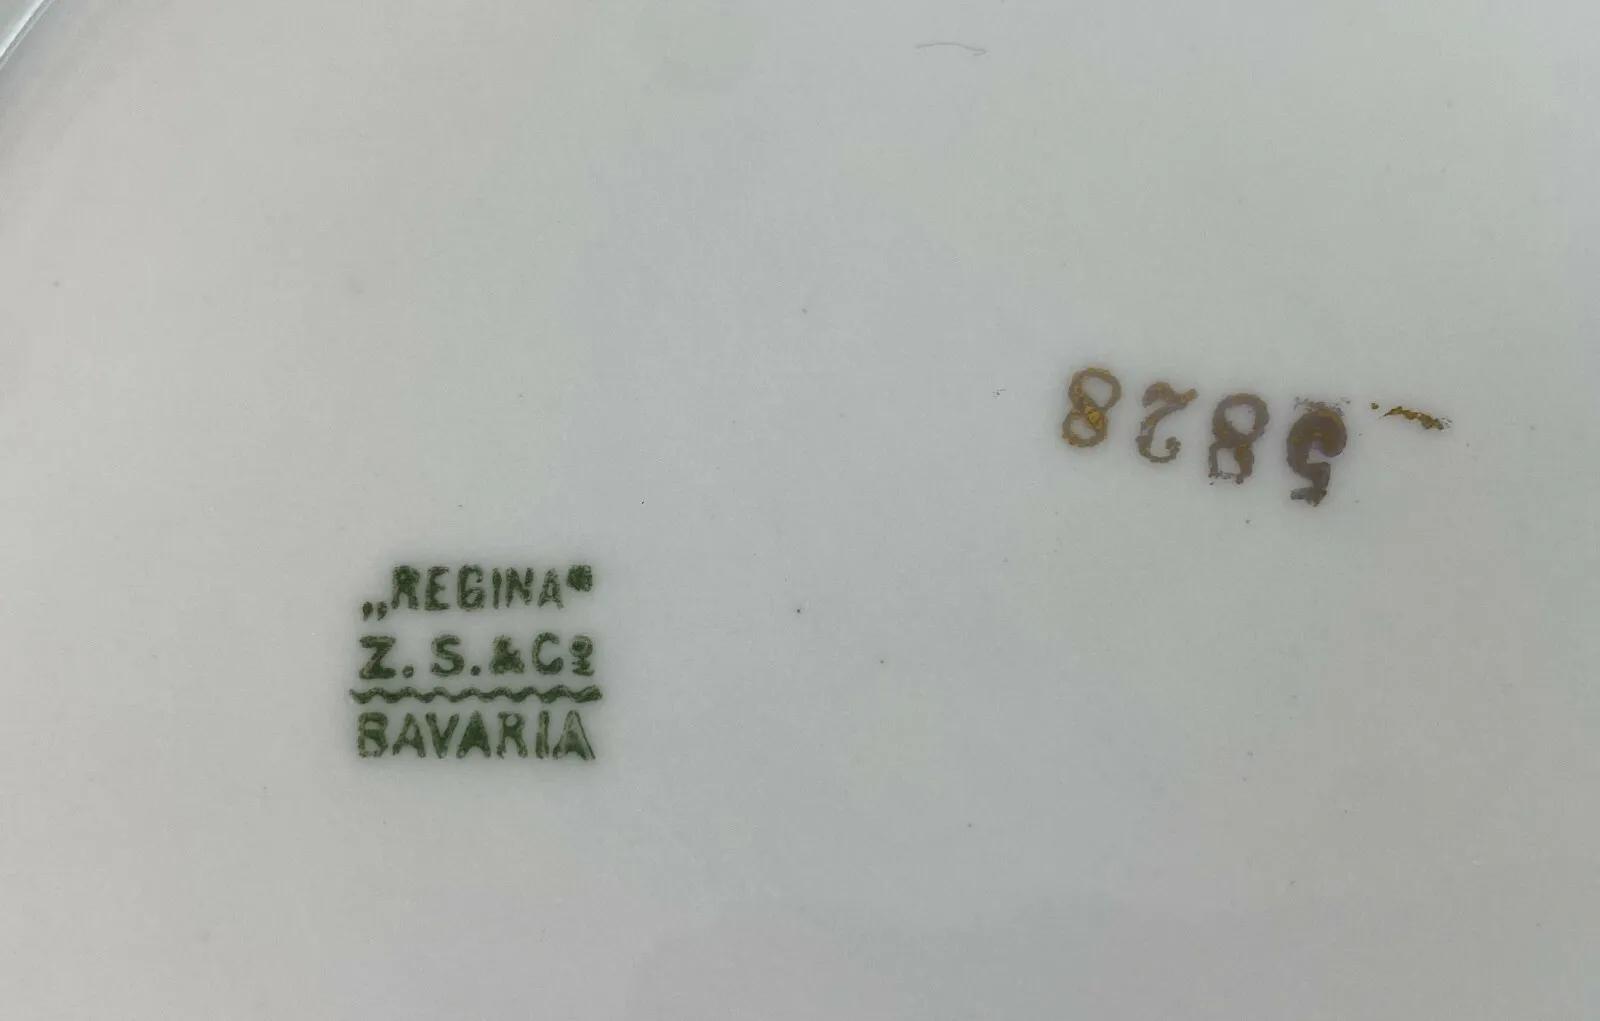 „REGINA“
Z. S. & Cº
BAVARIA
5828